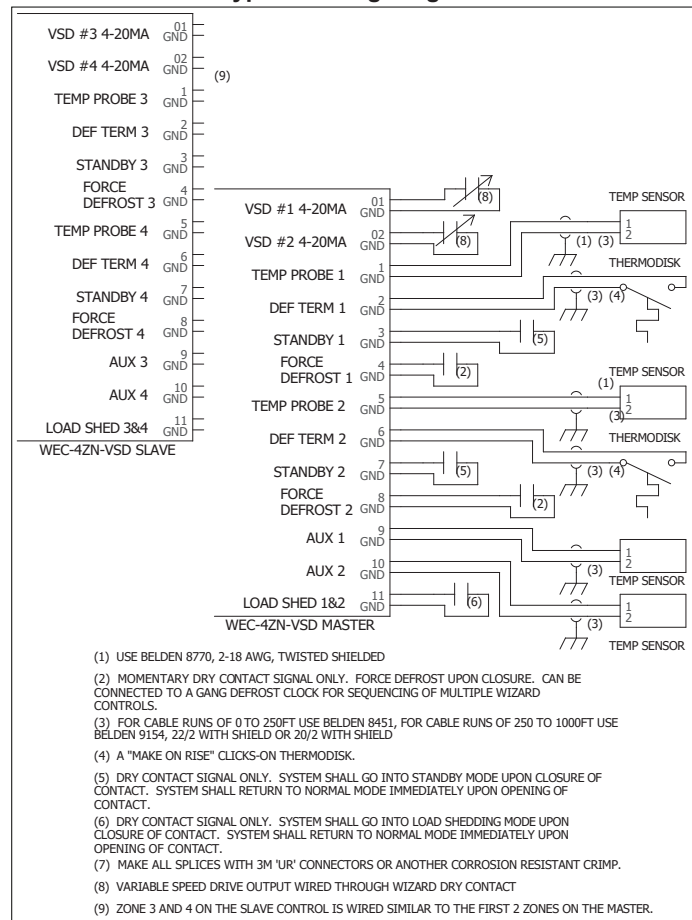 VSD #3 4-20MA 01 GND
VSD #4 4-20MA 02 GND
(9)
TEMP PROBE 3 1 GND
DEF TERM 3 2 GND
STANDBY 3 3 GND
FORCE DEFROST 3 4 GND
TEMP PROBE 4 5 GND
DEF TERM 4 6 GND
STANDBY 4 7 GND
FORCE DEFROST 4 8 GND
AUX 3 9 GND
AUX 4 10 GND
LOAD SHED 3&4 11 GND
WEC-4ZN-VSD SLAVE
VSD #1 4-20MA 01 GND (8)
VSD #2 4-20MA 02 GND (8)
TEMP PROBE 1 1 GND (1) (3) TEMP SENSOR 1 2
DEF TERM 1 2 GND (3) (4) THERMODISK
STANDBY 1 3 GND (5)
FORCE DEFROST 1 4 GND (2)
TEMP PROBE 2 5 GND (1) (3) TEMP SENSOR 1 2
DEF TERM 2 6 GND (3) (4) THERMODISK
STANDBY 2 7 GND (5)
FORCE DEFROST 2 8 GND (2)
AUX 1 9 GND (3) 1 2 TEMP SENSOR
AUX 2 10 GND (3) 1 2 TEMP SENSOR
LOAD SHED 1&2 11 GND (6)
WEC-4ZN-VSD MASTER
(1) USE BELDEN 8770, 2-18 AWG, TWISTED SHIELDED
(2) MOMENTARY DRY CONTACT SIGNAL ONLY. FORCE DEFROST UPON CLOSURE. CAN BE
CONNECTED TO A GANG DEFROST CLOCK FOR SEQUENCING OF MULTIPLE WIZARD
CONTROLS.
(3) FOR CABLE RUNS OF 0 TO 250FT USE BELDEN 8451, FOR CABLE RUNS OF 250 TO 1000FT USE
BELDEN 9154, 22/2 WITH SHIELD OR 20/2 WITH SHIELD
(4) A "MAKE ON RISE" CLICKS-ON THERMODISK.
(5) DRY CONTACT SIGNAL ONLY. SYSTEM SHALL GO INTO STANDBY MODE UPON CLOSURE OF
CONTACT. SYSTEM SHALL RETURN TO NORMAL MODE IMMEDIATELY UPON OPENING OF
CONTACT.
(6) DRY CONTACT SIGNAL ONLY. SYSTEM SHALL GO INTO LOAD SHEDDING MODE UPON
CLOSURE OF CONTACT. SYSTEM SHALL RETURN TO NORMAL MODE IMMEDIATELY UPON
OPENING OF CONTACT.
(7) MAKE ALL SPLICES WITH 3M 'UR' CONNECTORS OR ANOTHER CORROSION RESISTANT CRIMP.
(8) VARIABLE SPEED DRIVE OUTPUT WIRED THROUGH WIZARD DRY CONTACT
(9) ZONE 3 AND 4 ON THE SLAVE CONTROL IS WIRED SIMILAR TO THE FIRST 2 ZONES ON THE MASTER.